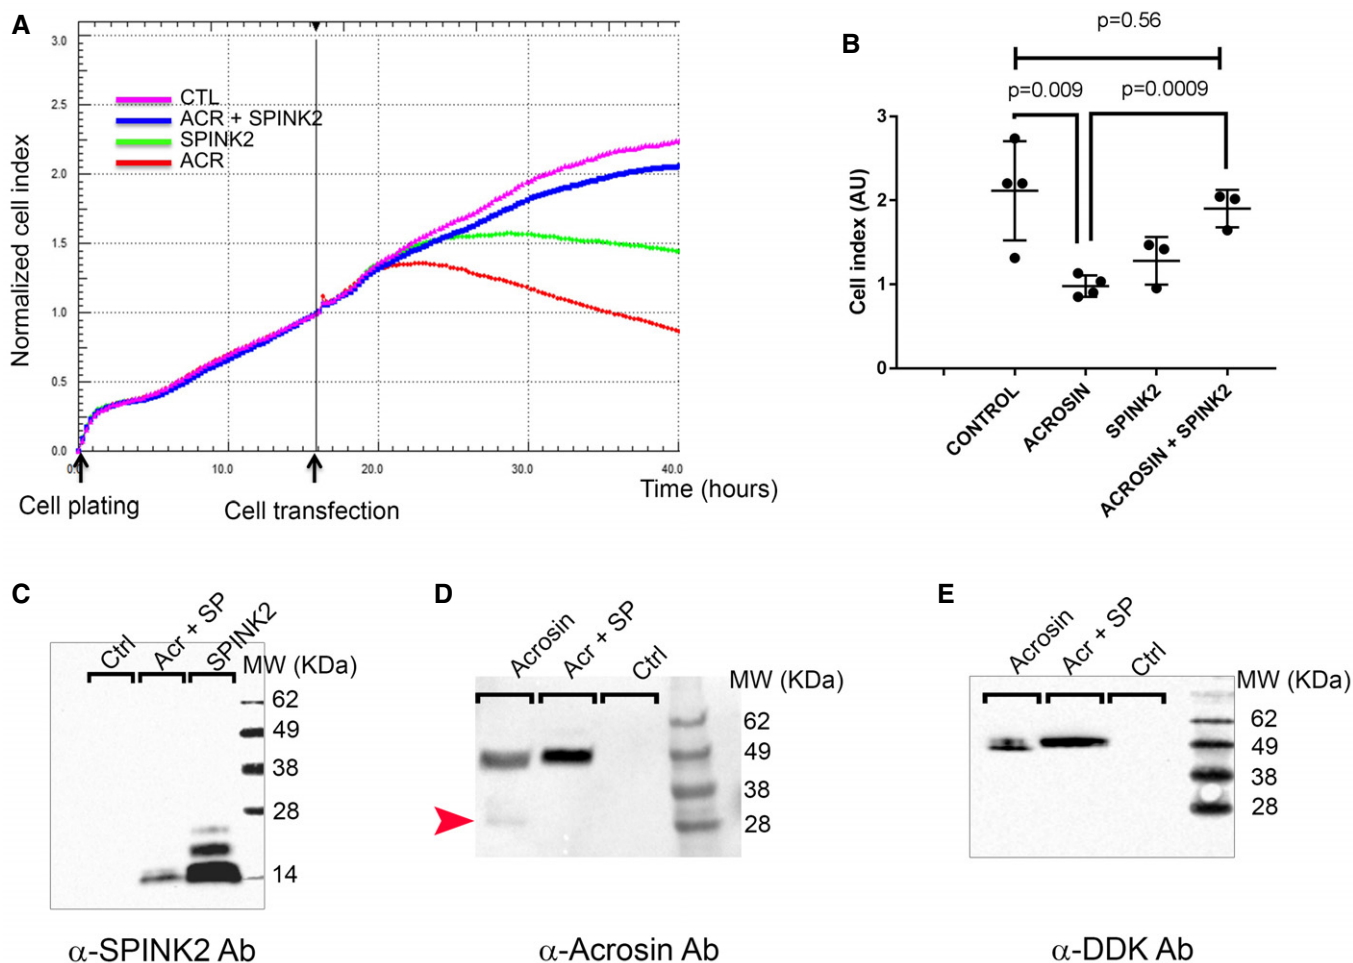 A
3.0
2.5
2.0
1.5
1.0
0.5
0.0
Normalized cell index
CTL
ACR + SPINK2
SPINK2
ACR
0.0
10.0
20.0
30.0
40.0
Time (hours)
Cell plating
Cell transfection
B
p=0.56
p=0.009
p=0.0009
3
2
1
0
Cell index (AU)
CONTROL
ACROSIN
SPINK2
ACROSIN + SPINK2
C
Ctrl
Acr + SP
SPINK2
MW (KDa)
62
49
38
28
14
α-SPINK2 Ab
D
Acrosin
Acr + SP
Ctrl
MW (KDa)
62
49
38
28
α-Acrosin Ab
E
Acrosin
Acr + SP
Ctrl
MW (KDa)
62
49
38
28
α-DDK Ab